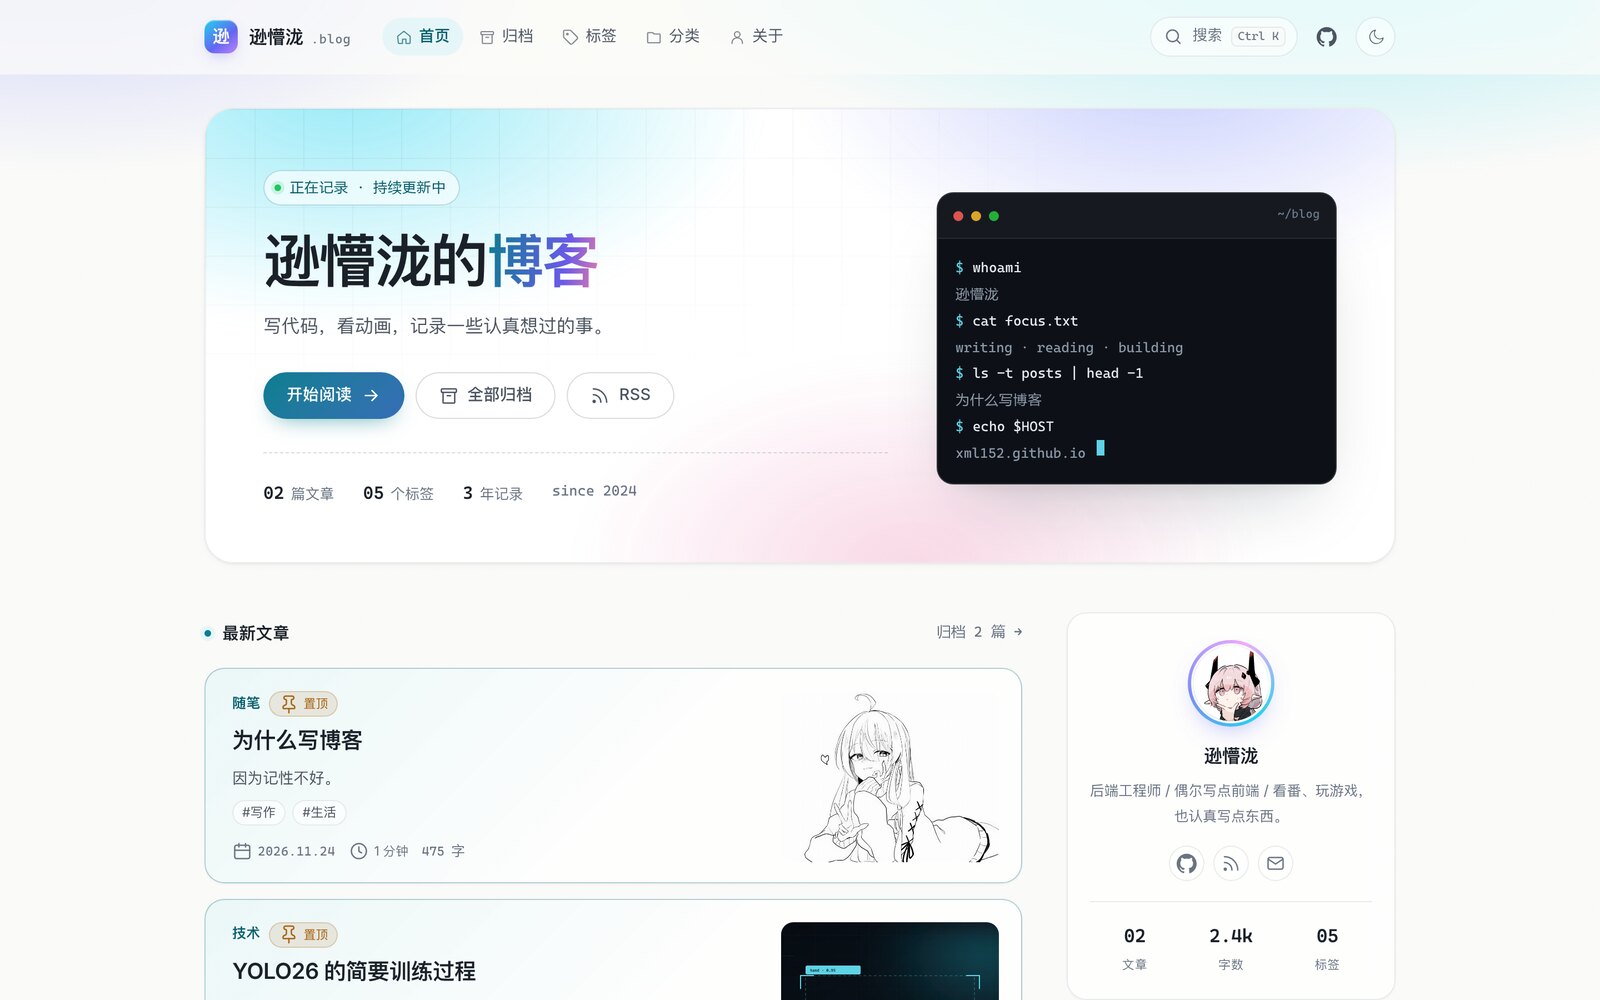 逊 逊懵泷 .blog 首页 归档 标签 分类 关于 搜索 Ctrl K
正在记录 · 持续更新中
逊懵泷的博客
写代码，看动画，记录一些认真想过的事。
开始阅读 → 全部归档 RSS
02 篇文章 05 个标签 3 年记录 since 2024
~/blog
$ whoami
逊懵泷
$ cat focus.txt
writing · reading · building
$ ls -t posts | head -1
为什么写博客
$ echo $HOST
xml152.github.io
最新文章 归档 2 篇 →
随笔 置顶
为什么写博客
因为记性不好。
#写作 #生活
2026.11.24 1 分钟 475 字
技术 置顶
YOLO26 的简要训练过程
逊懵泷
后端工程师 / 偶尔写点前端 / 看番、玩游戏，
也认真写点东西。
02 2.4k 05
文章 字数 标签